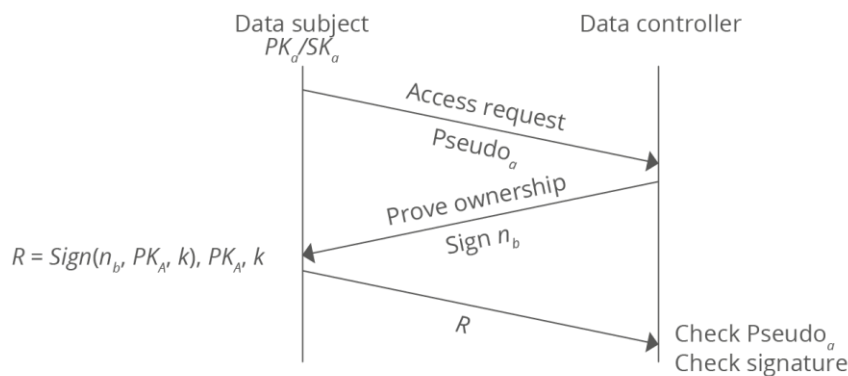 Data subject
PK_a/SK_a
Data controller
Access request
Pseudo_a
Prove ownership
Sign n_b
R = Sign(n_b, PK_A, k), PK_A, k
R
Check Pseudo_a
Check signature